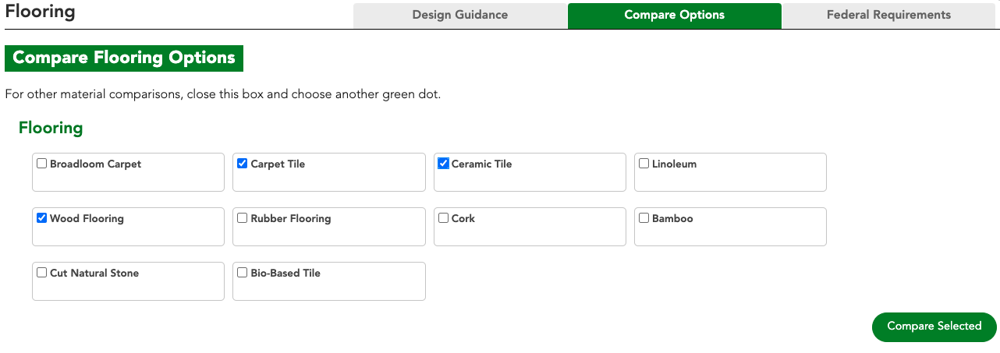 Flooring
Design Guidance
Compare Options
Federal Requirements
Compare Flooring Options
For other material comparisons, close this box and choose another green dot.
Flooring
Broadloom Carpet
Carpet Tile
Ceramic Tile
Linoleum
Wood Flooring
Rubber Flooring
Cork
Bamboo
Cut Natural Stone
Bio-Based Tile
Compare Selected